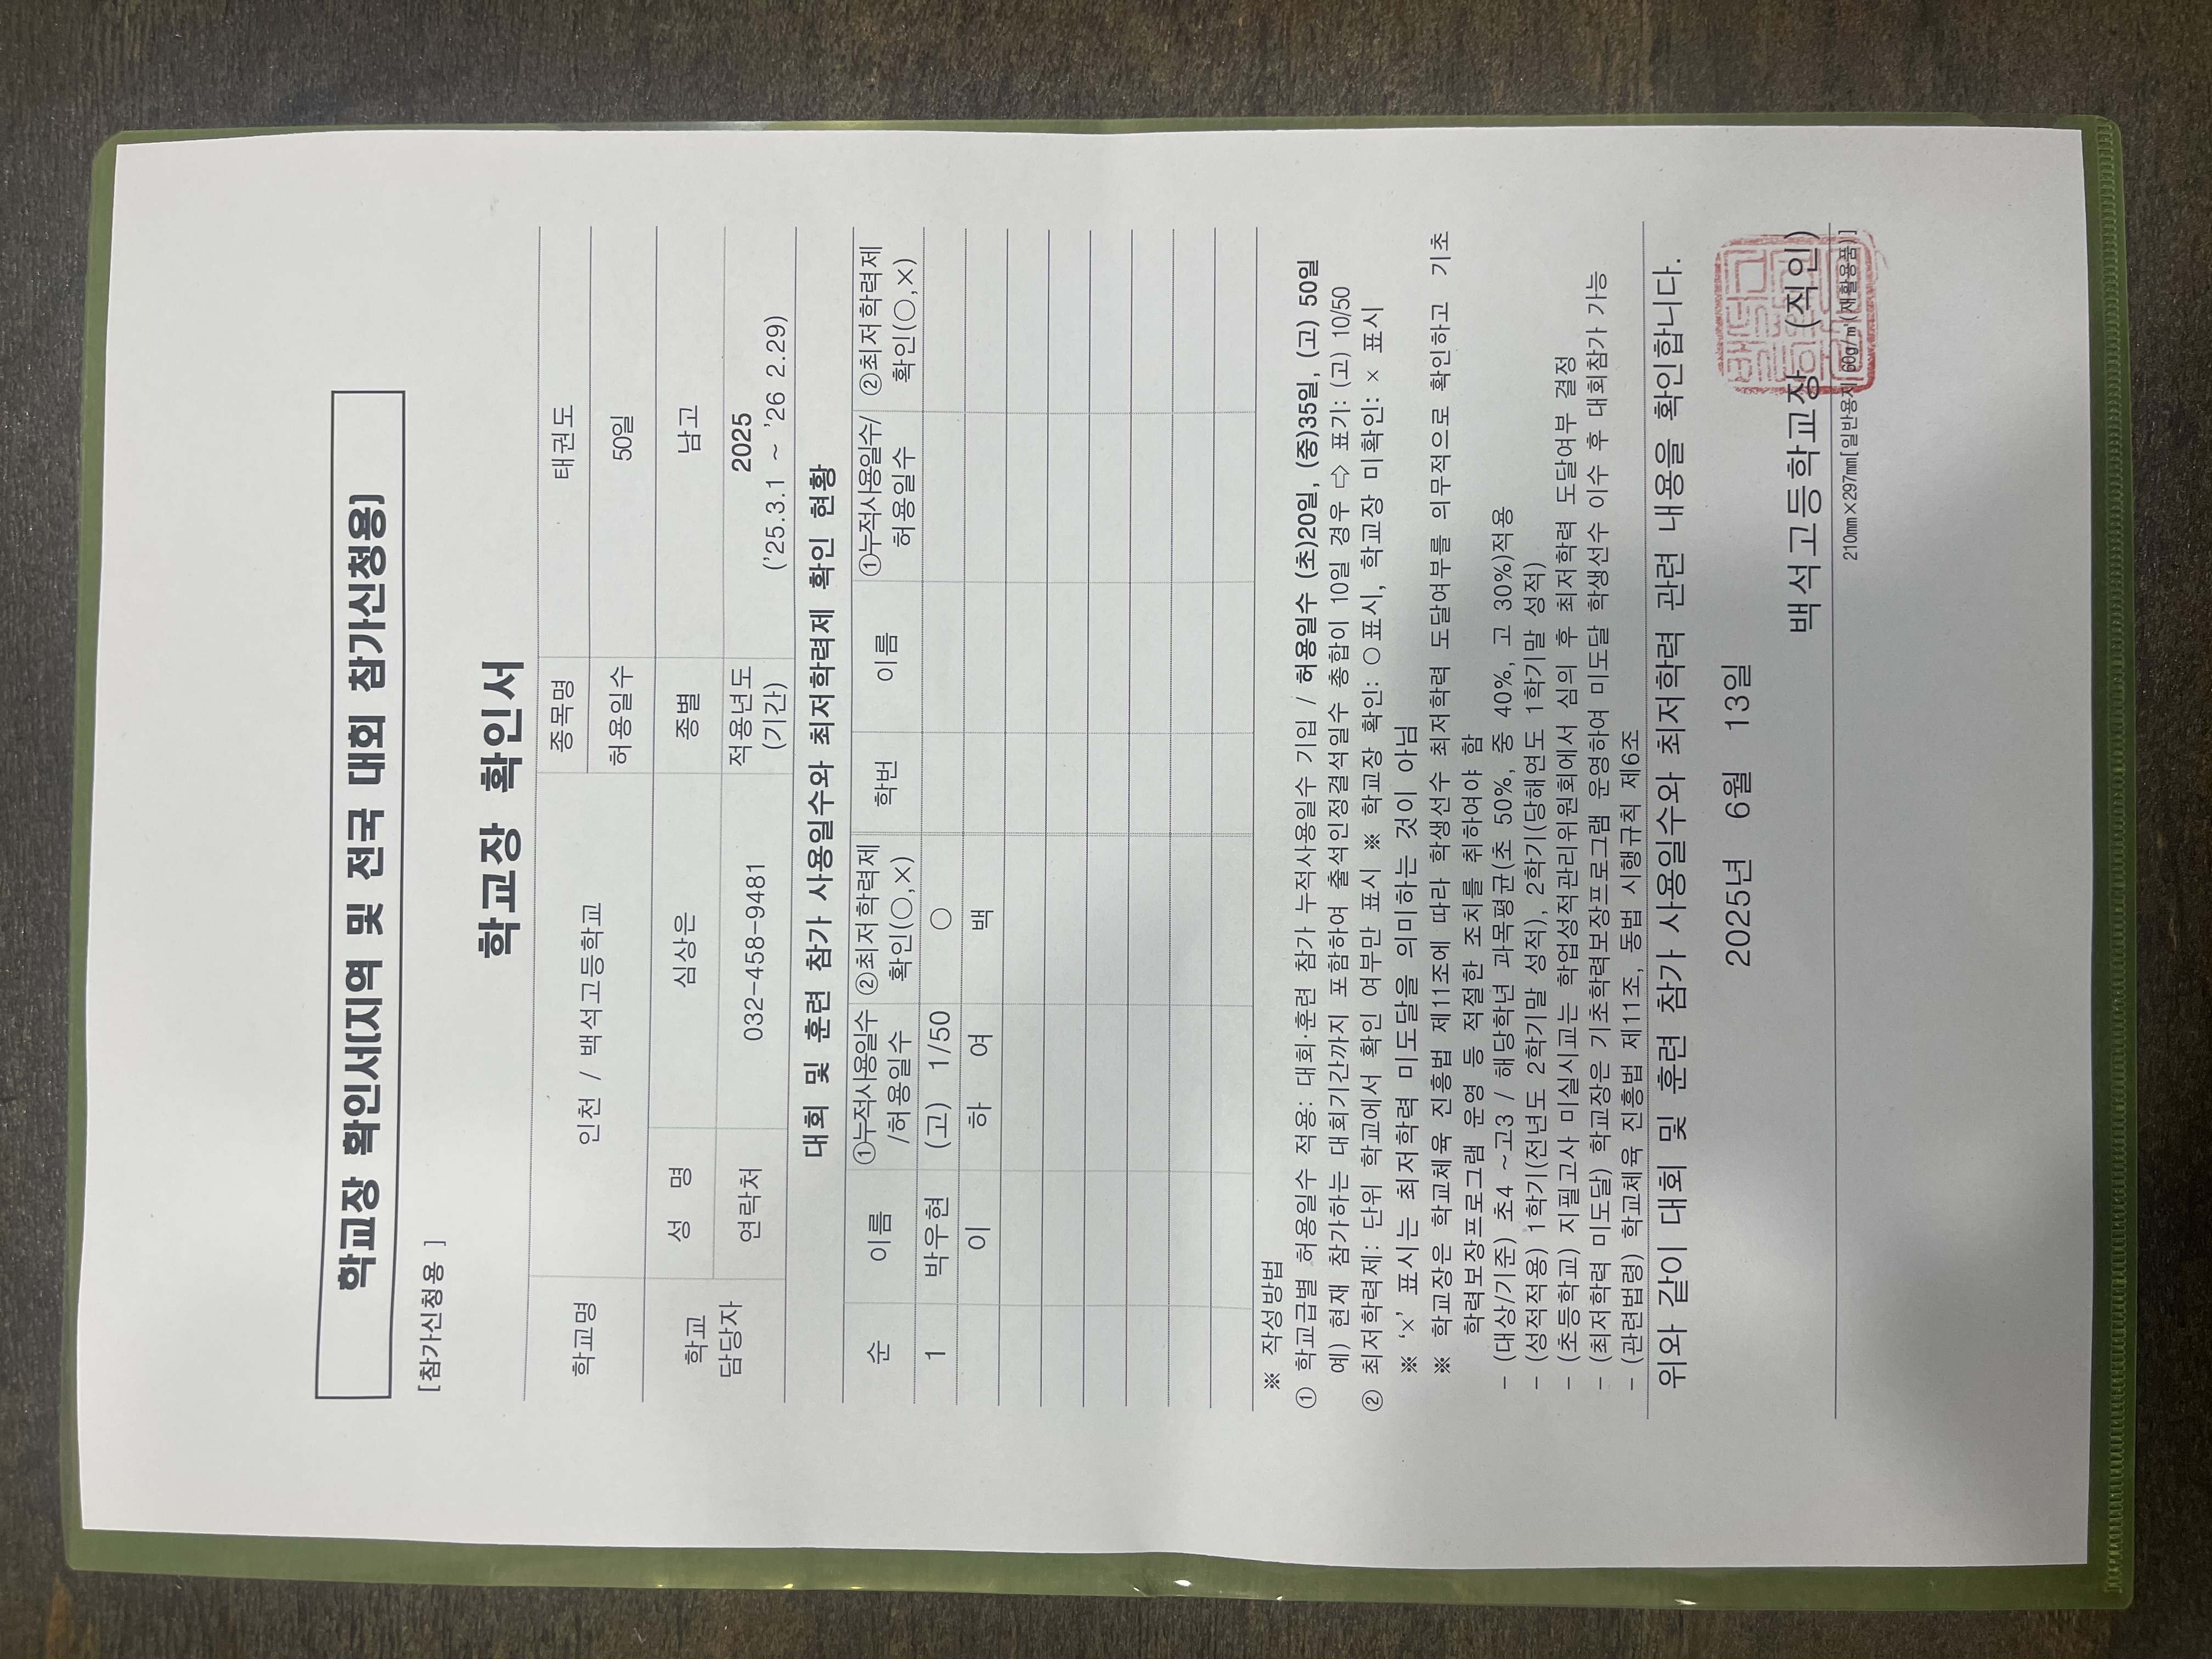 학교장 확인서(지역 및 전국 대회 참가신청용)
[참가신청용 ]
학교장 확인서
학교명 인천 / 백석고등학교 종목명 태권도
허용일수 50일
학교 담당자 성 명 심상은 종별 남고
연락처 032-458-9481 적용년도 (기간) 2025 ('25.3.1 ~ '26 2.29)
대회 및 훈련 참가 사용일수와 최저학력제 확인 현황
순 이름 ①누적사용일수 /허용일수 ②최저학력제 확인(○,×) 학번 이름 ①누적사용일수/ 허용일수 ②최저학력제 확인(○,×)
1 박우현 (고) 1/50 ○
이 하 여 백
※ 작성방법
① 학교급별 허용일수 적용: 대회·훈련 참가 누적사용일수 기입 / 허용일수 (초)20일, (중)35일, (고) 50일
예) 현재 참가하는 대회기간까지 포함하여 출석인정결석일수 총합이 10일 경우 ⇨ 표기: (고) 10/50
② 최저학력제: 단위 학교에서 확인 여부만 표시 ※ 학교장 확인: ○표시, 학교장 미확인: × 표시
※ ‘×’ 표시는 최저학력 미도달을 의미하는 것이 아님
※ 학교장은 학교체육 진흥법 제11조에 따라 학생선수 최저학력 도달여부를 의무적으로 확인하고 기초
학력보장프로그램 운영 등 적절한 조치를 취하여야 함
- (대상/기준) 초4 ~고3 / 해당학년 과목평균(초 50%, 중 40%, 고 30%)적용
- (성적적용) 1학기(전년도 2학기말 성적), 2학기(당해연도 1학기말 성적)
- (초등학교) 지필고사 미실시교는 학업성적관리위원회에서 심의 후 최저학력 도달여부 결정
- (최저학력 미도달) 학교장은 기초학력보장프로그램 운영하여 미도달 학생선수 이수 후 대회참가 가능
- (관련법령) 학교체육 진흥법 제11조, 동법 시행규칙 제6조
위와 같이 대회 및 훈련 참가 사용일수와 최저학력 관련 내용을 확인합니다.
2025년 6월 13일
백석고등학교장 (직인)
210㎜×297㎜[일반용지 60g/㎡(재활용품)]